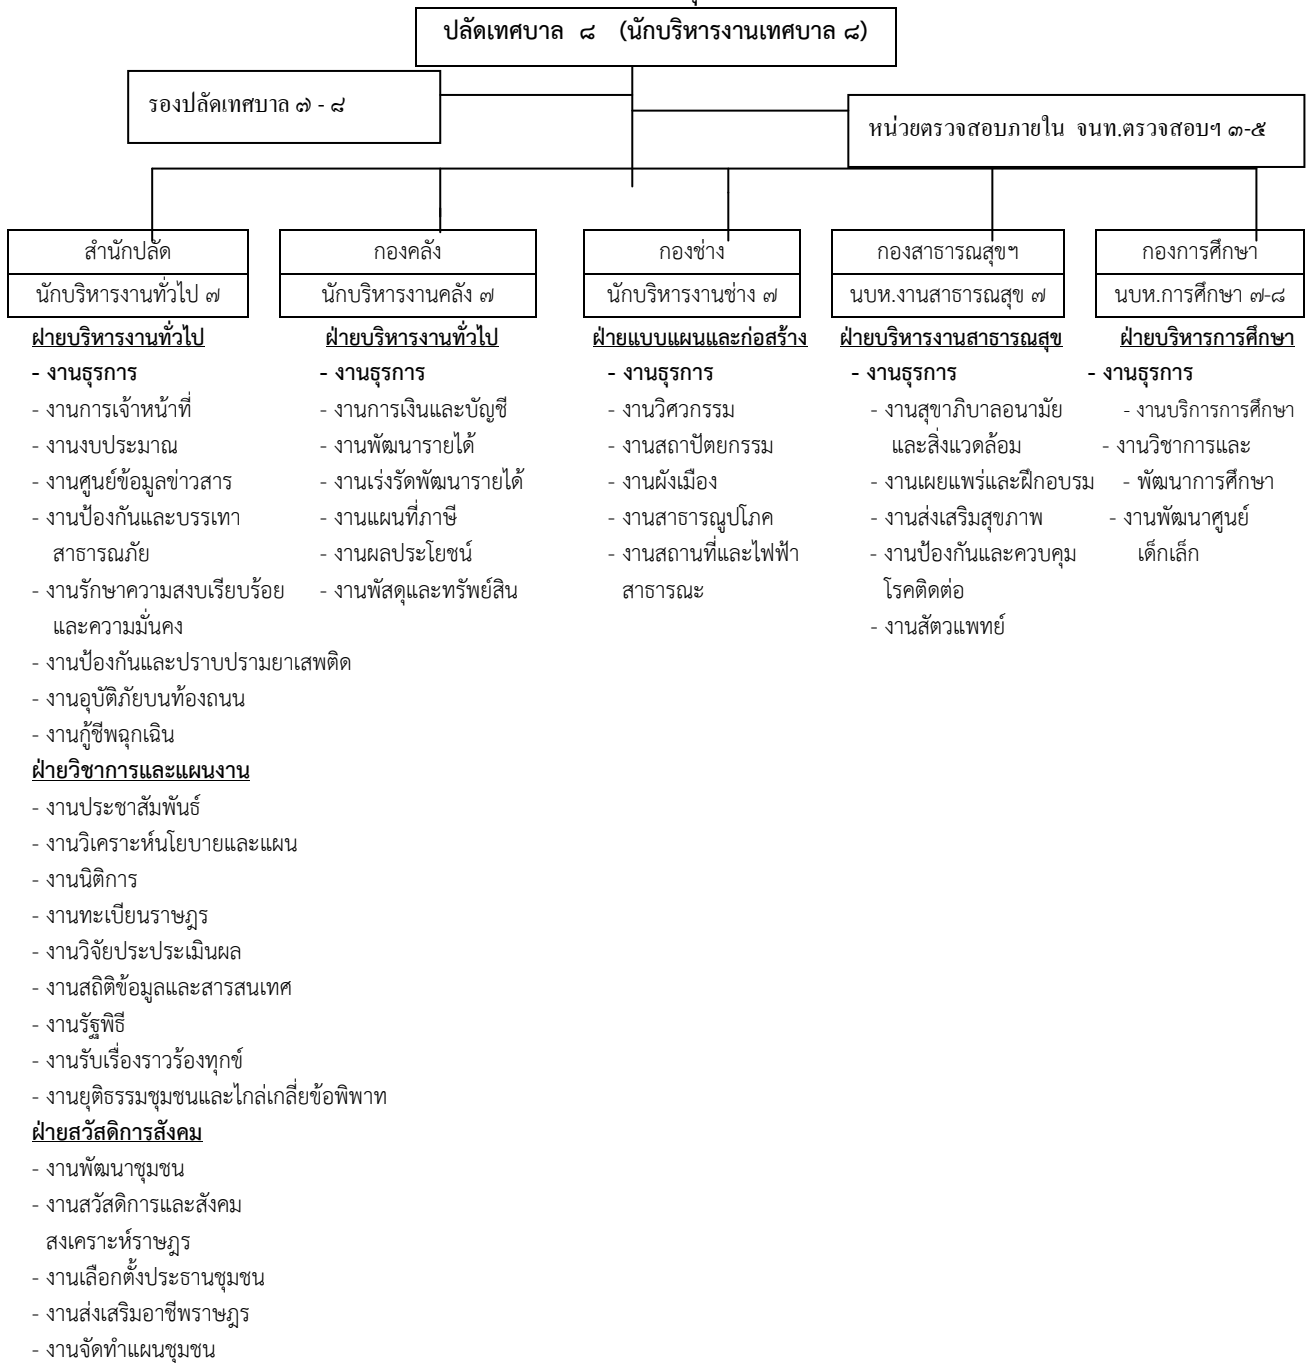 ปลัดเทศบาล ๘ (นักบริหารงานเทศบาล ๘)
รองปลัดเทศบาล ๗ - ๘
หน่วยตรวจสอบภายใน จนท.ตรวจสอบฯ ๓-๕
สำนักปลัด
นักบริหารงานทั่วไป ๗
ฝ่ายบริหารงานทั่วไป
- งานธุรการ
- งานการเจ้าหน้าที่
- งานงบประมาณ
- งานศูนย์ข้อมูลข่าวสาร
- งานป้องกันและบรรเทา
สาธารณภัย
- งานรักษาความสงบเรียบร้อย
และความมั่นคง
- งานป้องกันและปราบปรามยาเสพติด
- งานอุบัติภัยบนท้องถนน
- งานกู้ชีพฉุกเฉิน
ฝ่ายวิชาการและแผนงาน
- งานประชาสัมพันธ์
- งานวิเคราะห์นโยบายและแผน
- งานนิติการ
- งานทะเบียนราษฎร
- งานวิจัยประประเมินผล
- งานสถิติข้อมูลและสารสนเทศ
- งานรัฐพิธี
- งานรับเรื่องราวร้องทุกข์
- งานยุติธรรมชุมชนและไกล่เกลี่ยข้อพิพาท
ฝ่ายสวัสดิการสังคม
- งานพัฒนาชุมชน
- งานสวัสดิการและสังคม
สงเคราะห์ราษฎร
- งานเลือกตั้งประธานชุมชน
- งานส่งเสริมอาชีพราษฎร
- งานจัดทำแผนชุมชน
กองคลัง
นักบริหารงานคลัง ๗
ฝ่ายบริหารงานทั่วไป
- งานธุรการ
- งานการเงินและบัญชี
- งานพัฒนารายได้
- งานเร่งรัดพัฒนารายได้
- งานแผนที่ภาษี
- งานผลประโยชน์
- งานพัสดุและทรัพย์สิน
กองช่าง
นักบริหารงานช่าง ๗
ฝ่ายแบบแผนและก่อสร้าง
- งานธุรการ
- งานวิศวกรรม
- งานสถาปัตยกรรม
- งานผังเมือง
- งานสาธารณูปโภค
- งานสถานที่และไฟฟ้า
สาธารณะ
กองสาธารณสุขฯ
นบห.งานสาธารณสุข ๗
ฝ่ายบริหารงานสาธารณสุข
- งานธุรการ
- งานสุขาภิบาลอนามัย
และสิ่งแวดล้อม
- งานเผยแพร่และฝึกอบรม
- งานส่งเสริมสุขภาพ
- งานป้องกันและควบคุม
โรคติดต่อ
- งานสัตวแพทย์
กองการศึกษา
นบห.การศึกษา ๗-๘
ฝ่ายบริหารการศึกษา
- งานธุรการ
- งานบริการการศึกษา
- งานวิชาการและ
- พัฒนาการศึกษา
- งานพัฒนาศูนย์
เด็กเล็ก